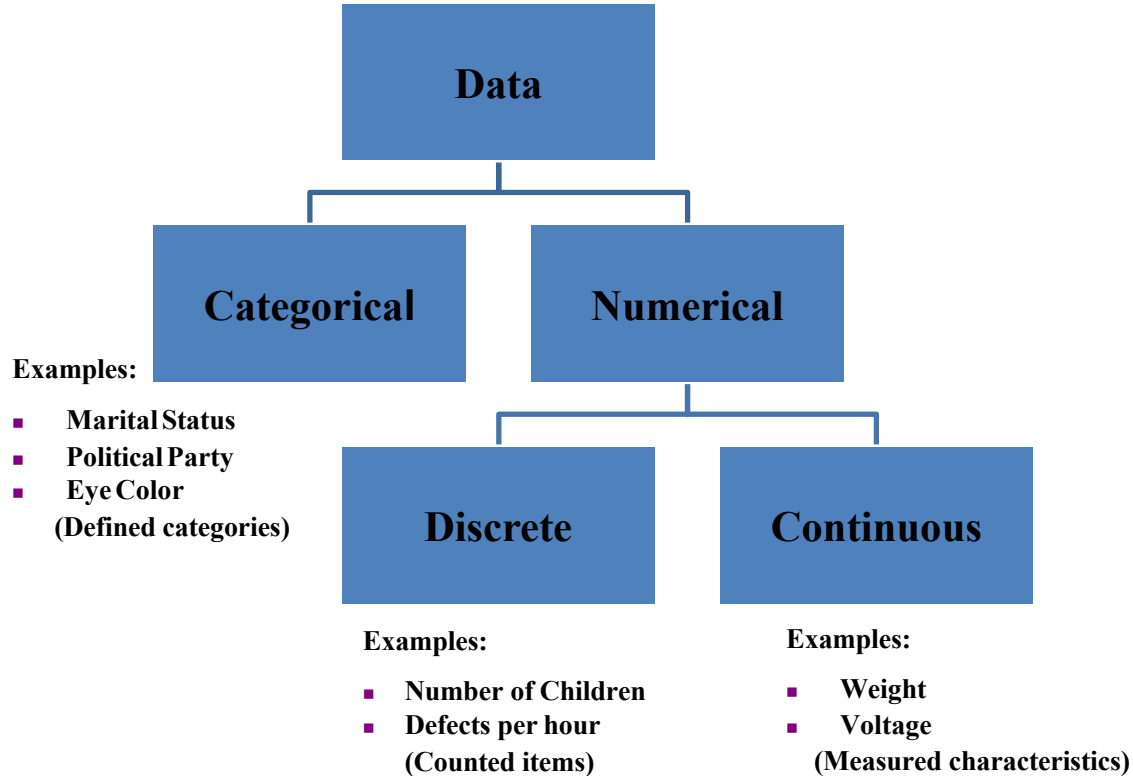 Data
Categorical
Numerical
Examples:
▪ Marital Status
▪ Political Party
▪ Eye Color
(Defined categories)
Discrete
Continuous
Examples:
▪ Number of Children
▪ Defects per hour
(Counted items)
Examples:
▪ Weight
▪ Voltage
(Measured characteristics)